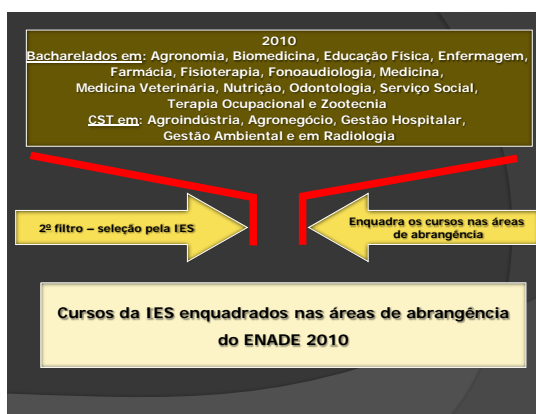 2010
Bacharelados em: Agronomia, Biomedicina, Educação Física, Enfermagem,
Farmácia, Fisioterapia, Fonoaudiologia, Medicina,
Medicina Veterinária, Nutrição, Odontologia, Serviço Social,
Terapia Ocupacional e Zootecnia
CST em: Agroindústria, Agronegócio, Gestão Hospitalar,
Gestão Ambiental e em Radiologia
2º filtro – seleção pela IES
Enquadra os cursos nas áreas
de abrangência
Cursos da IES enquadrados nas áreas de abrangência
do ENADE 2010